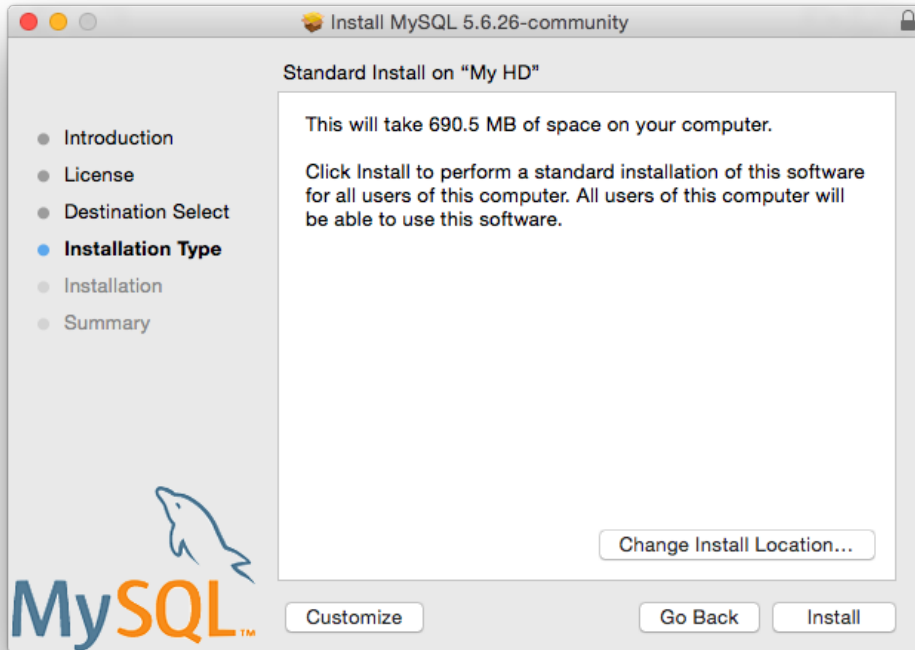 Install MySQL 5.6.26-community
Standard Install on “My HD”
Introduction
License
Destination Select
Installation Type
Installation
Summary
This will take 690.5 MB of space on your computer.
Click Install to perform a standard installation of this software
for all users of this computer. All users of this computer will
be able to use this software.
Change Install Location...
MySQL™
Customize
Go Back
Install